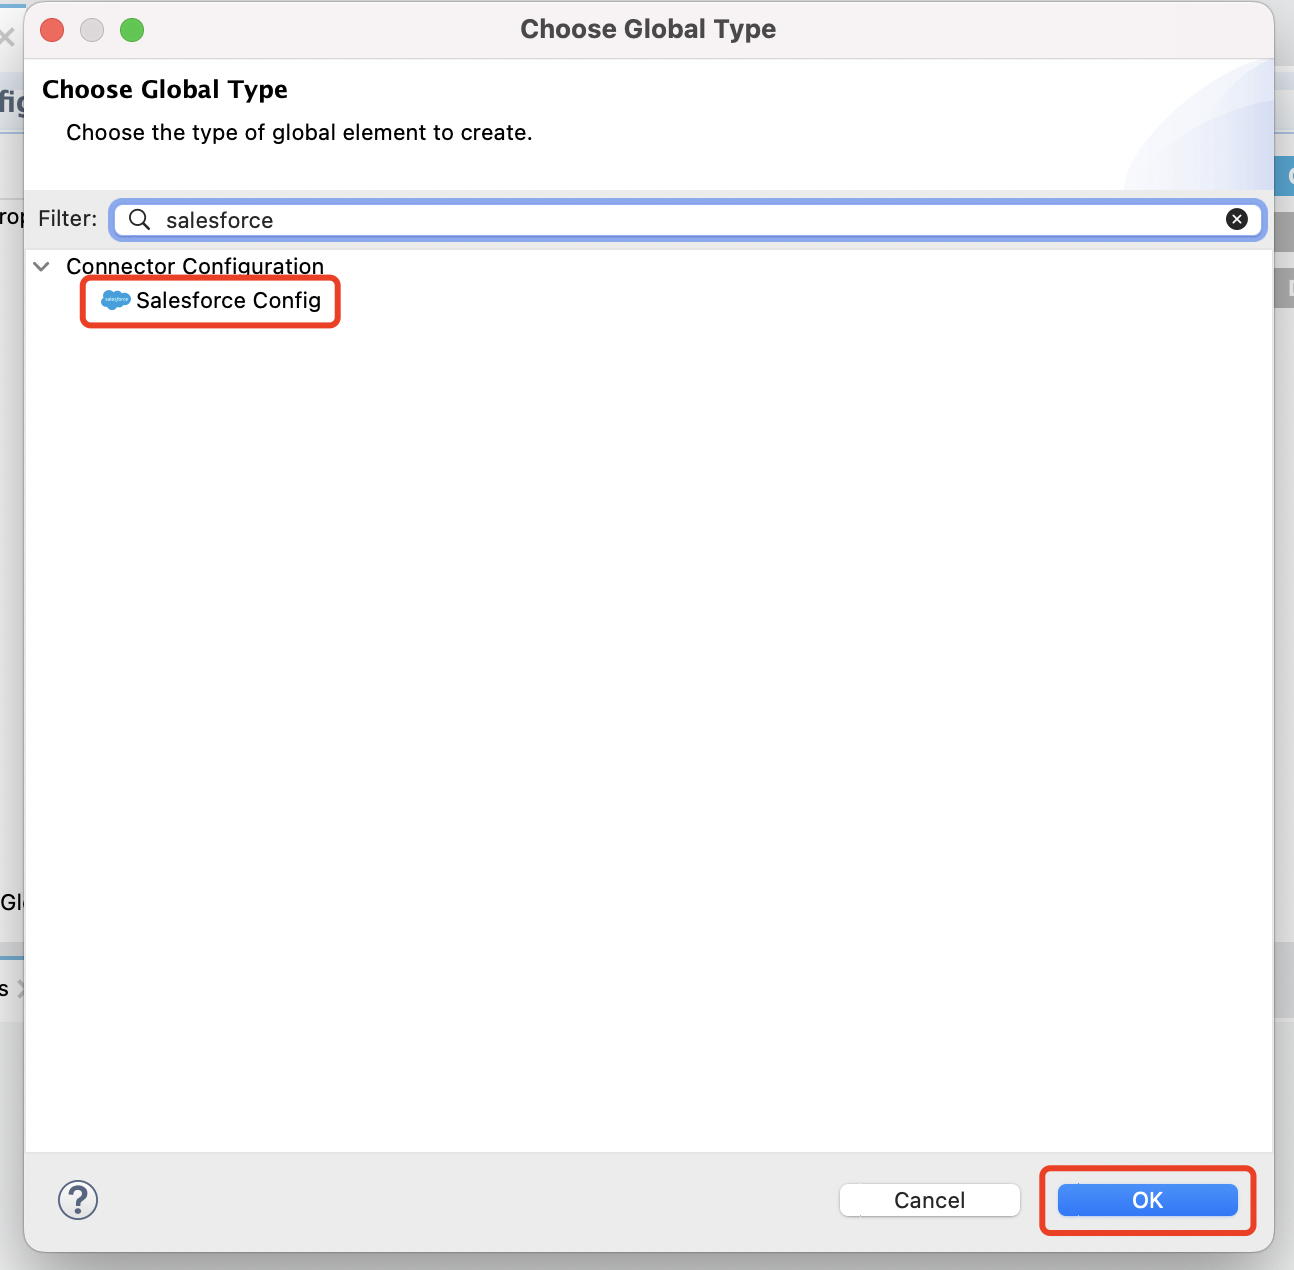 Choose Global Type
Choose Global Type
Choose the type of global element to create.
Filter: salesforce
Connector Configuration
salesforce Salesforce Config
?
Cancel
OK